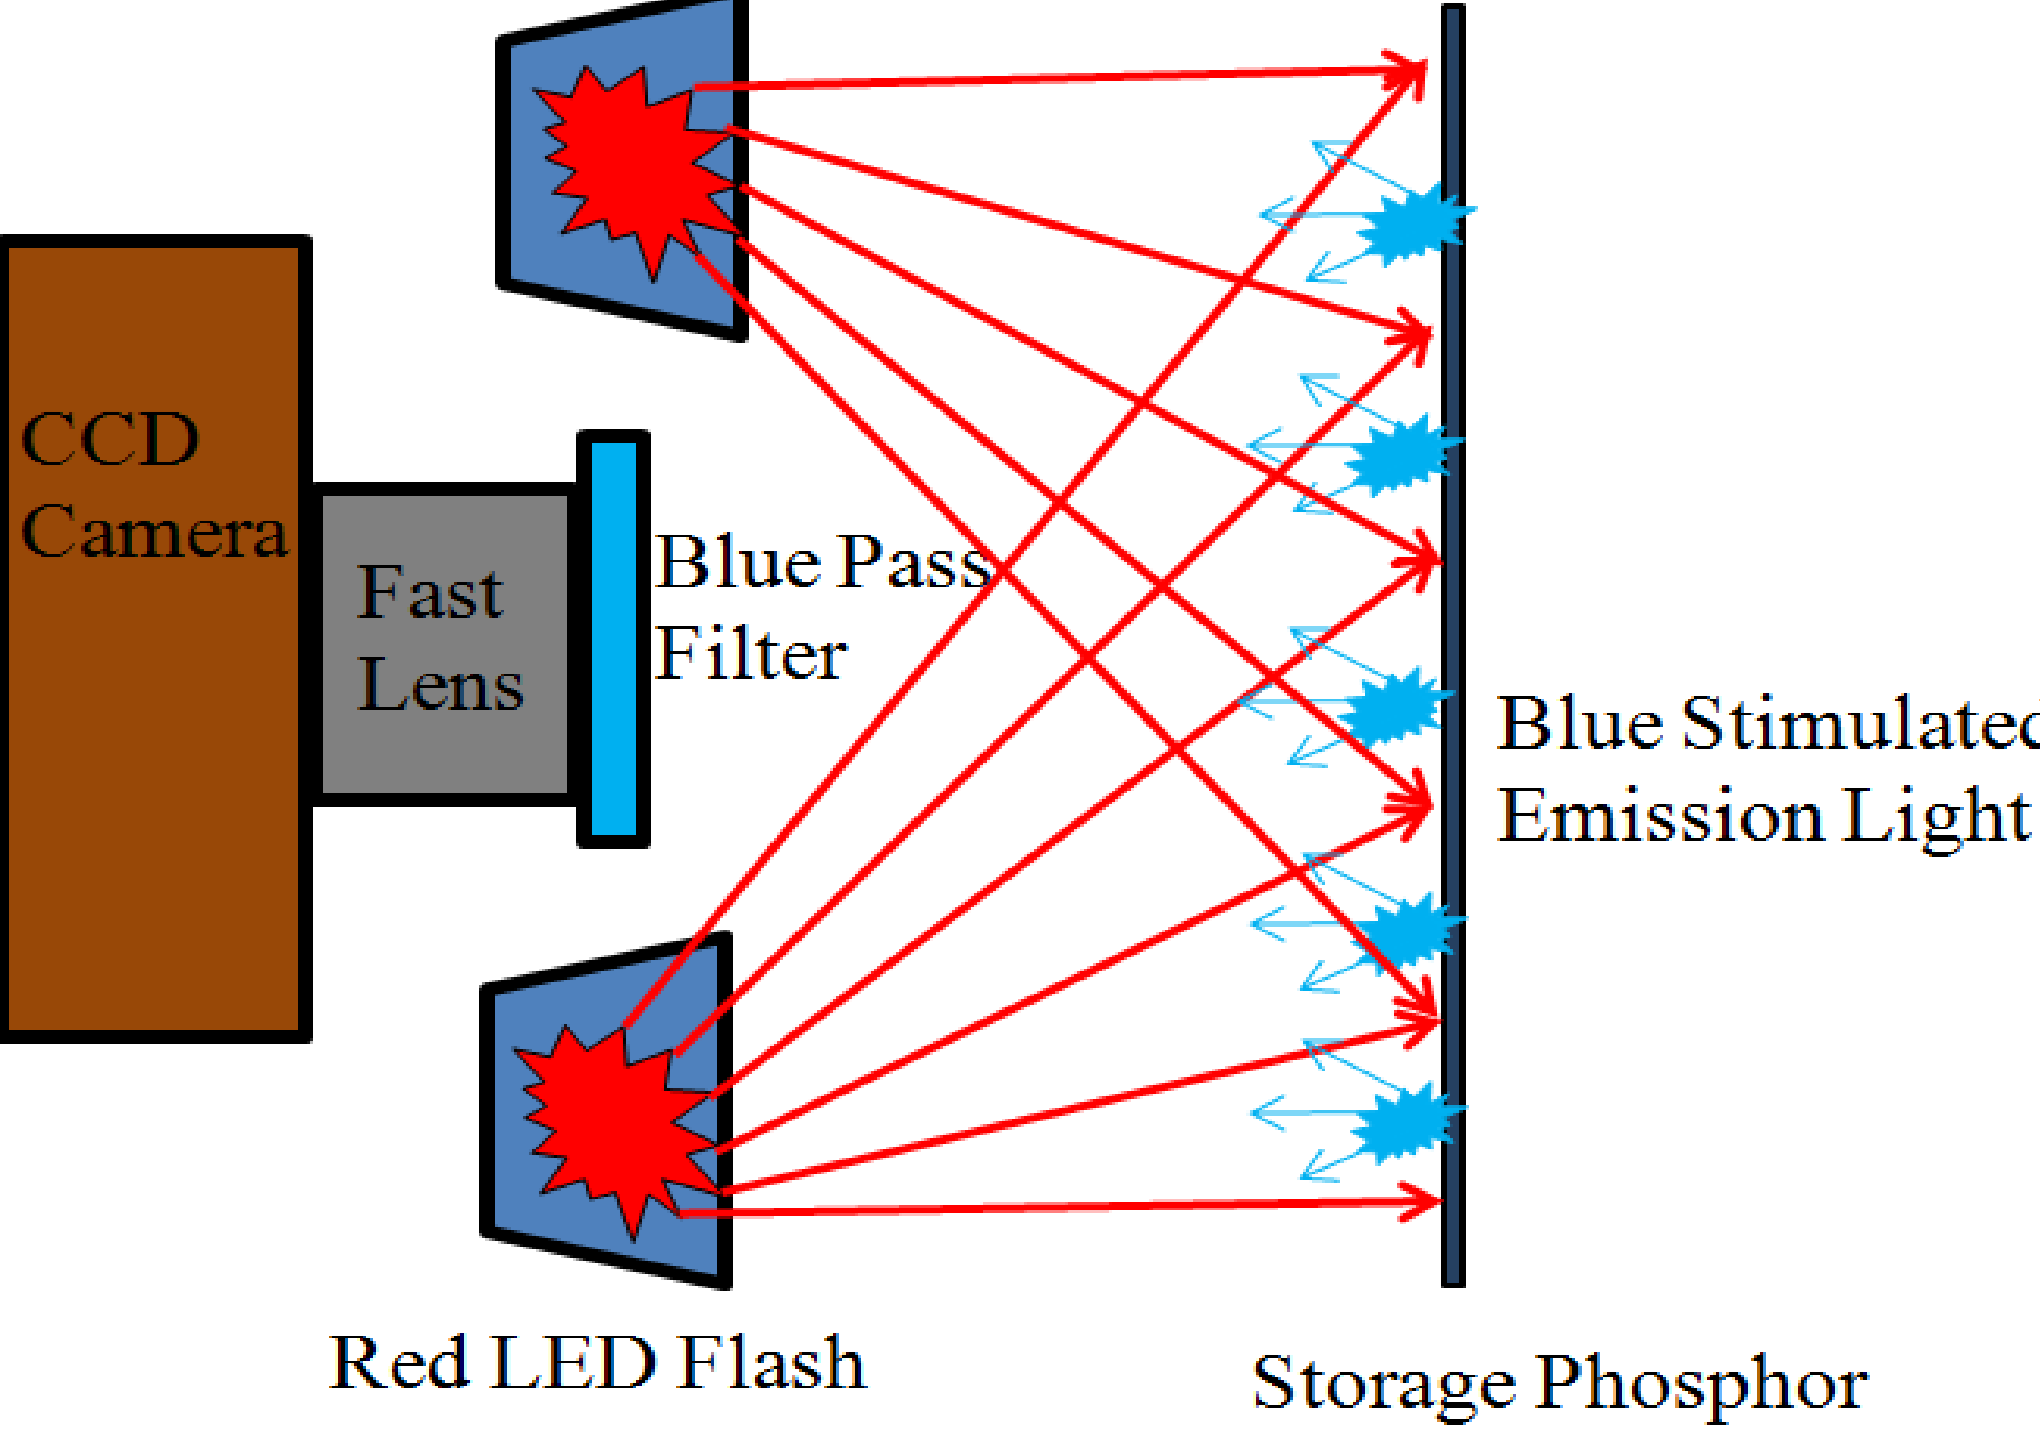 CCD
Camera
Fast
Lens
Blue Pass
Filter
Blue Stimulated
Emission Light
Red LED Flash
Storage Phosphor